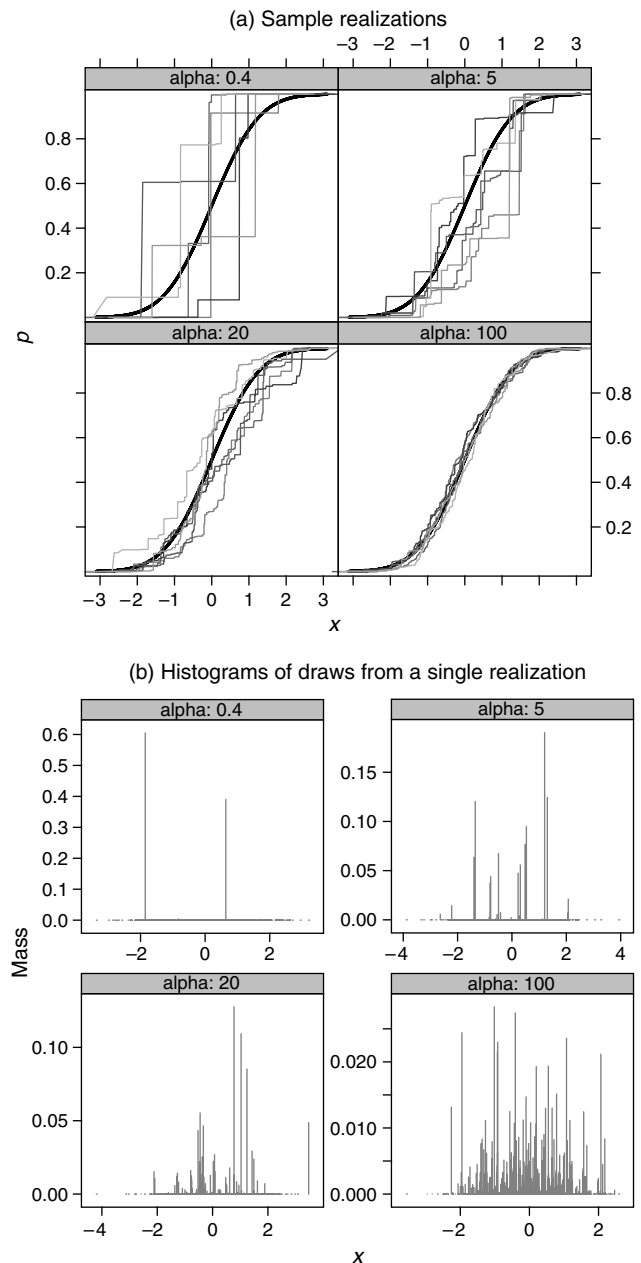 (a) Sample realizations
−3 −2 −1 0 1 2 3
alpha: 0.4 alpha: 5
0.8
0.6
0.4
0.2
p
alpha: 20 alpha: 100
0.8
0.6
0.4
0.2
−3 −2 −1 0 1 2 3
x
(b) Histograms of draws from a single realization
alpha: 0.4 alpha: 5
0.6
0.5
0.4
0.3
0.2
0.1
0.0
0.15
0.10
0.05
0.00
−2 0 2
−4 −2 0 2 4
Mass
alpha: 20 alpha: 100
0.10
0.05
0.00
0.020
0.010
0.000
−4 −2 0 2
−2 0 2
x